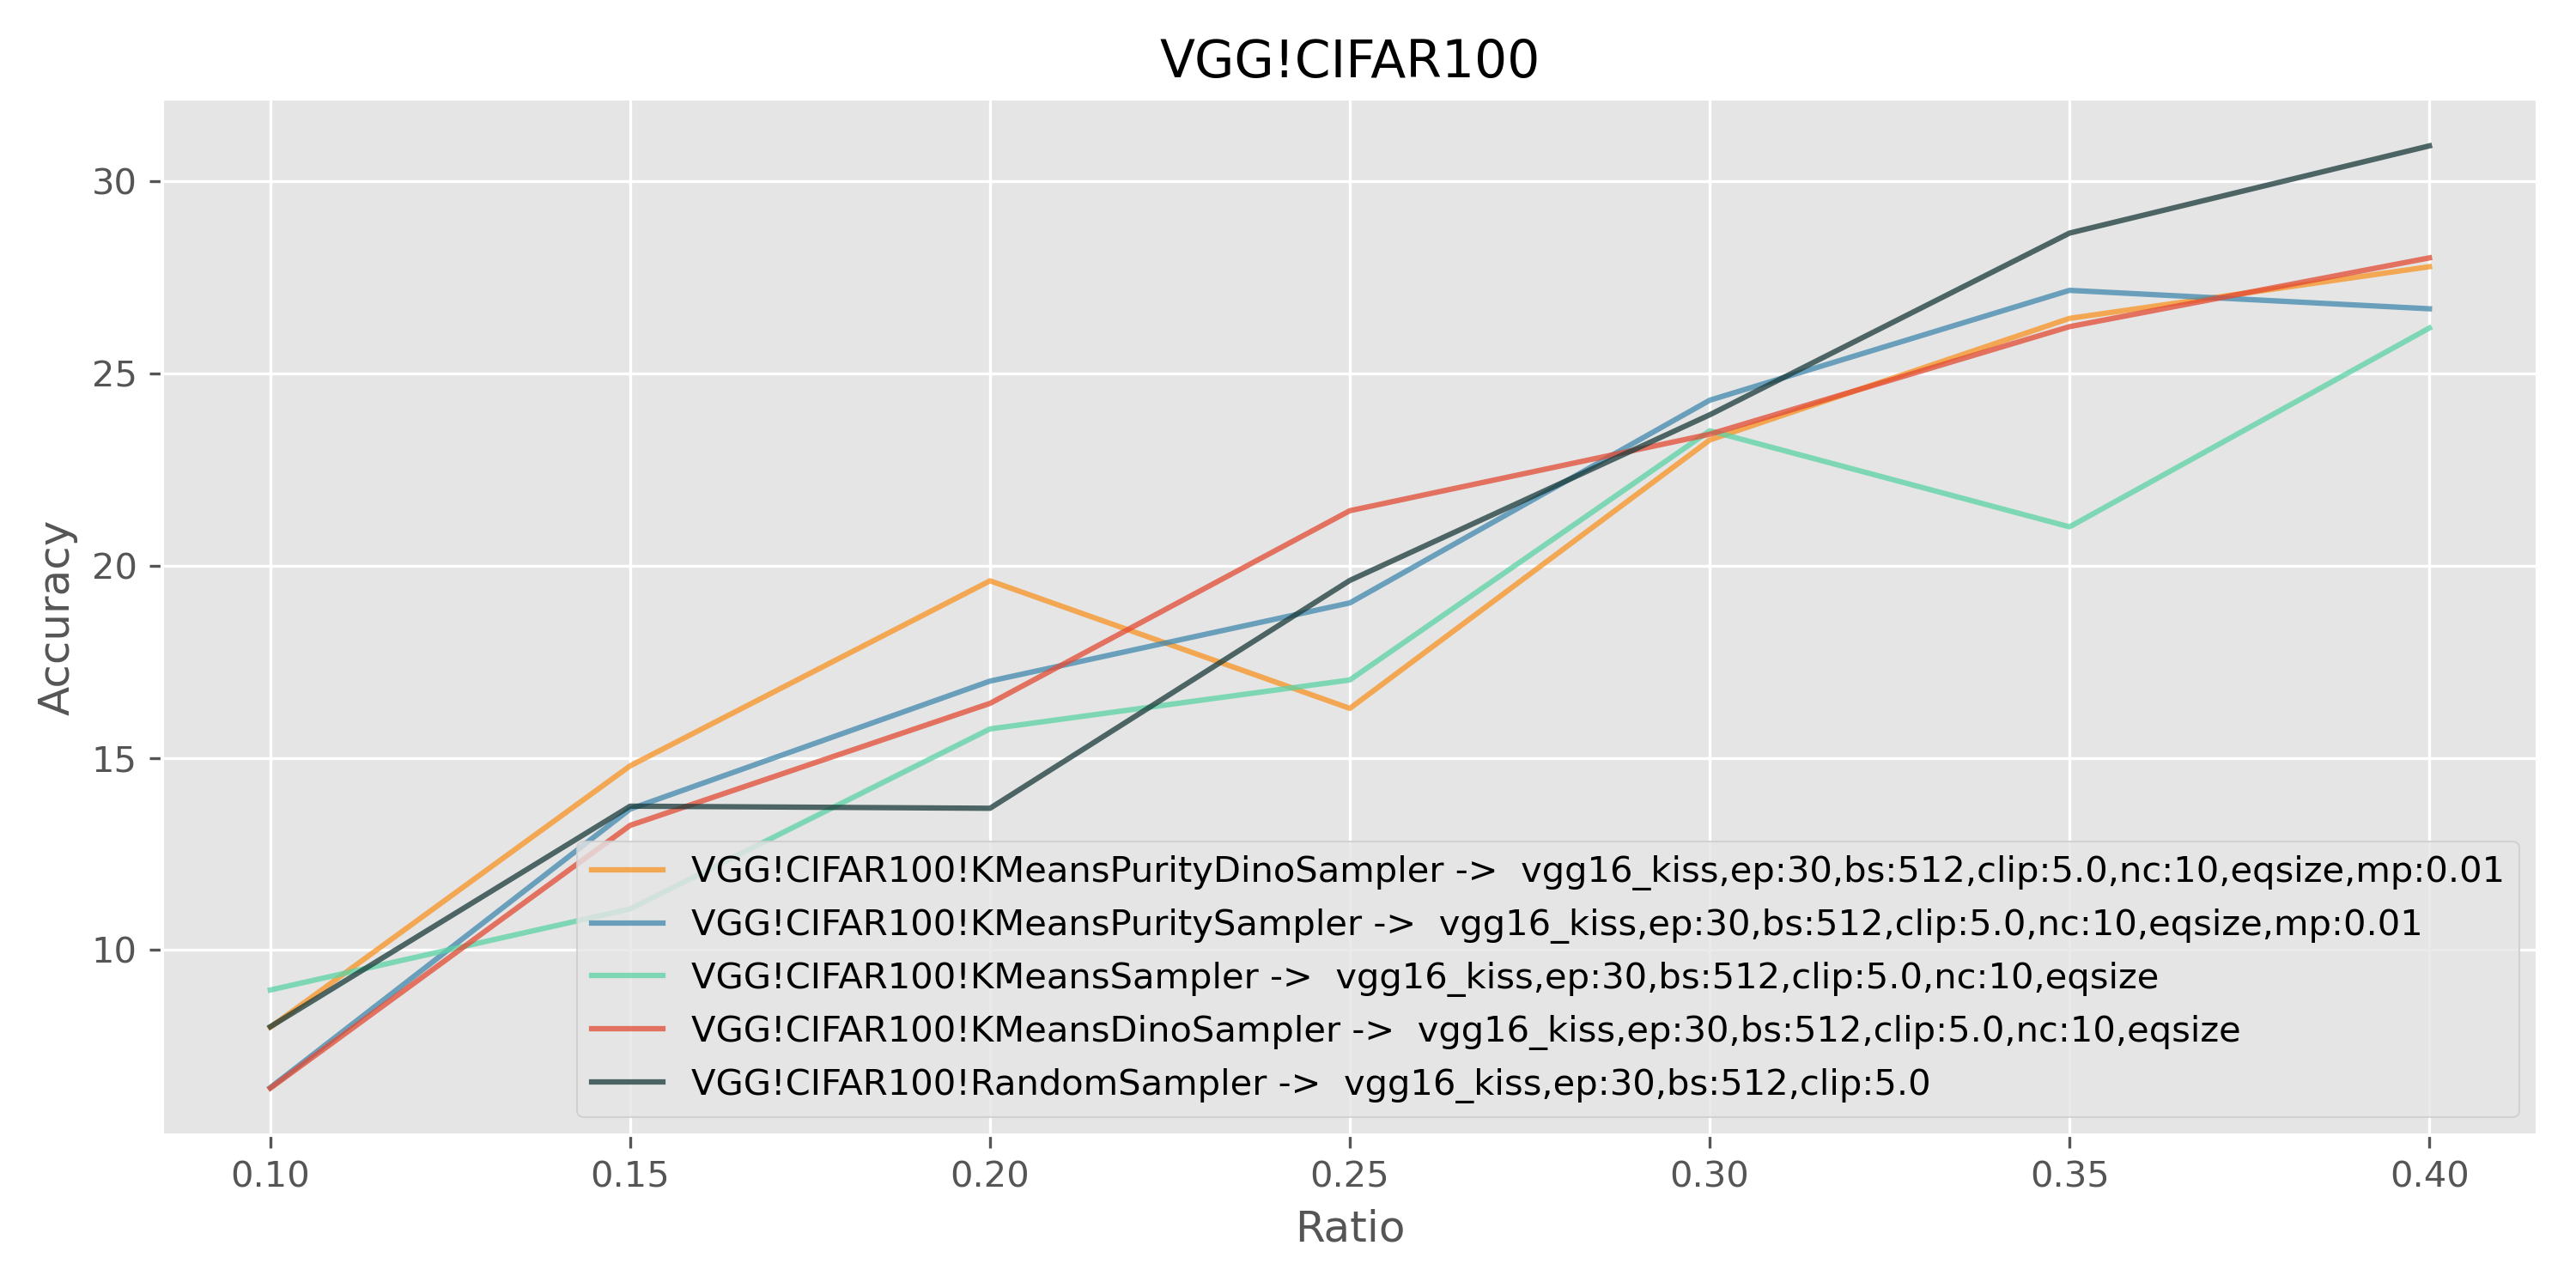 VGG!CIFAR100
30
25
20
15
10
Accuracy
VGG!CIFAR100!KMeansPurityDinoSampler -> vgg16_kiss,ep:30,bs:512,clip:5.0,nc:10,eqsize,mp:0.01
VGG!CIFAR100!KMeansPuritySampler -> vgg16_kiss,ep:30,bs:512,clip:5.0,nc:10,eqsize,mp:0.01
VGG!CIFAR100!KMeansSampler -> vgg16_kiss,ep:30,bs:512,clip:5.0,nc:10,eqsize
VGG!CIFAR100!KMeansDinoSampler -> vgg16_kiss,ep:30,bs:512,clip:5.0,nc:10,eqsize
VGG!CIFAR100!RandomSampler -> vgg16_kiss,ep:30,bs:512,clip:5.0
0.10 0.15 0.20 0.25 0.30 0.35 0.40
Ratio